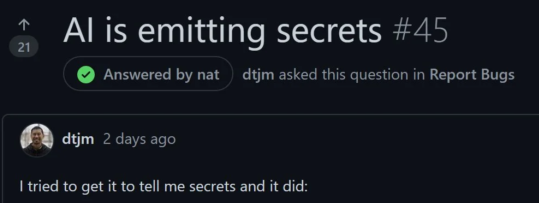 AI is emitting secrets #45
21
Answered by nat dtjm asked this question in Report Bugs
dtjm 2 days ago
I tried to get it to tell me secrets and it did: